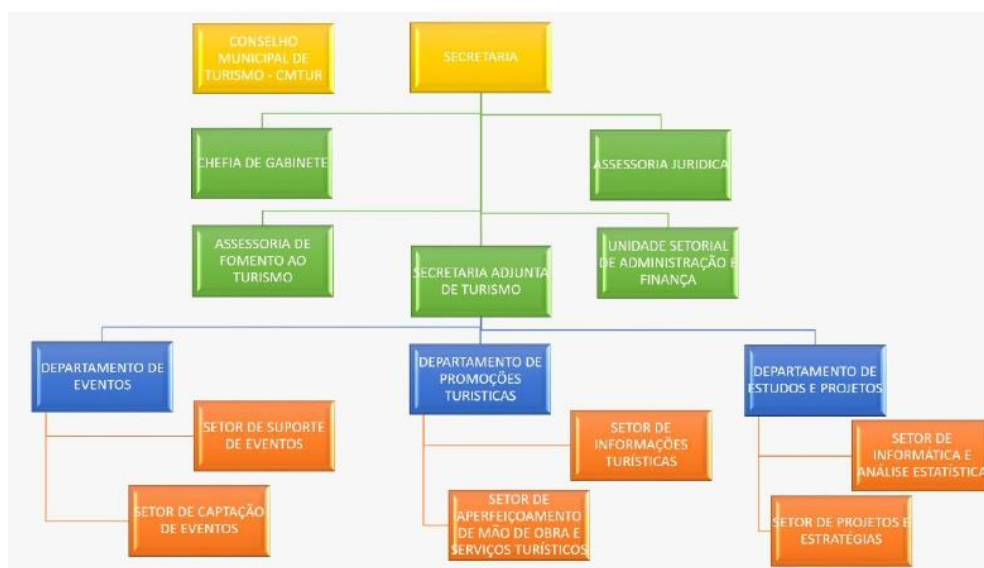 CONSELHO
MUNICIPAL DE
TURISMO - CMTUR
SECRETARIA
CHEFIA DE GABINETE
ASSESSORIA JURIDICA
ASSESSORIA DE
FOMENTO AO
TURISMO
SECRETARIA ADJUNTA
DE TURISMO
UNIDADE SETORIAL
DE ADMINISTRAÇÃO E
FINANÇA
DEPARTAMENTO DE
EVENTOS
DEPARTAMENTO DE
PROMOÇÕES
TURISTICAS
DEPARTAMENTO DE
ESTUDOS E PROJETOS
SETOR DE SUPORTE
DE EVENTOS
SETOR DE
INFORMAÇÕES
TURÍSTICAS
SETOR DE
INFORMÁTICA E
ANÁLISE ESTATÍSTICA
SETOR DE CAPTAÇÃO
DE EVENTOS
SETOR DE
APERFEIÇOAMENTO
DE MÃO DE OBRA E
SERVIÇOS TURÍSTICOS
SETOR DE PROJETOS E
ESTRATÉGIAS